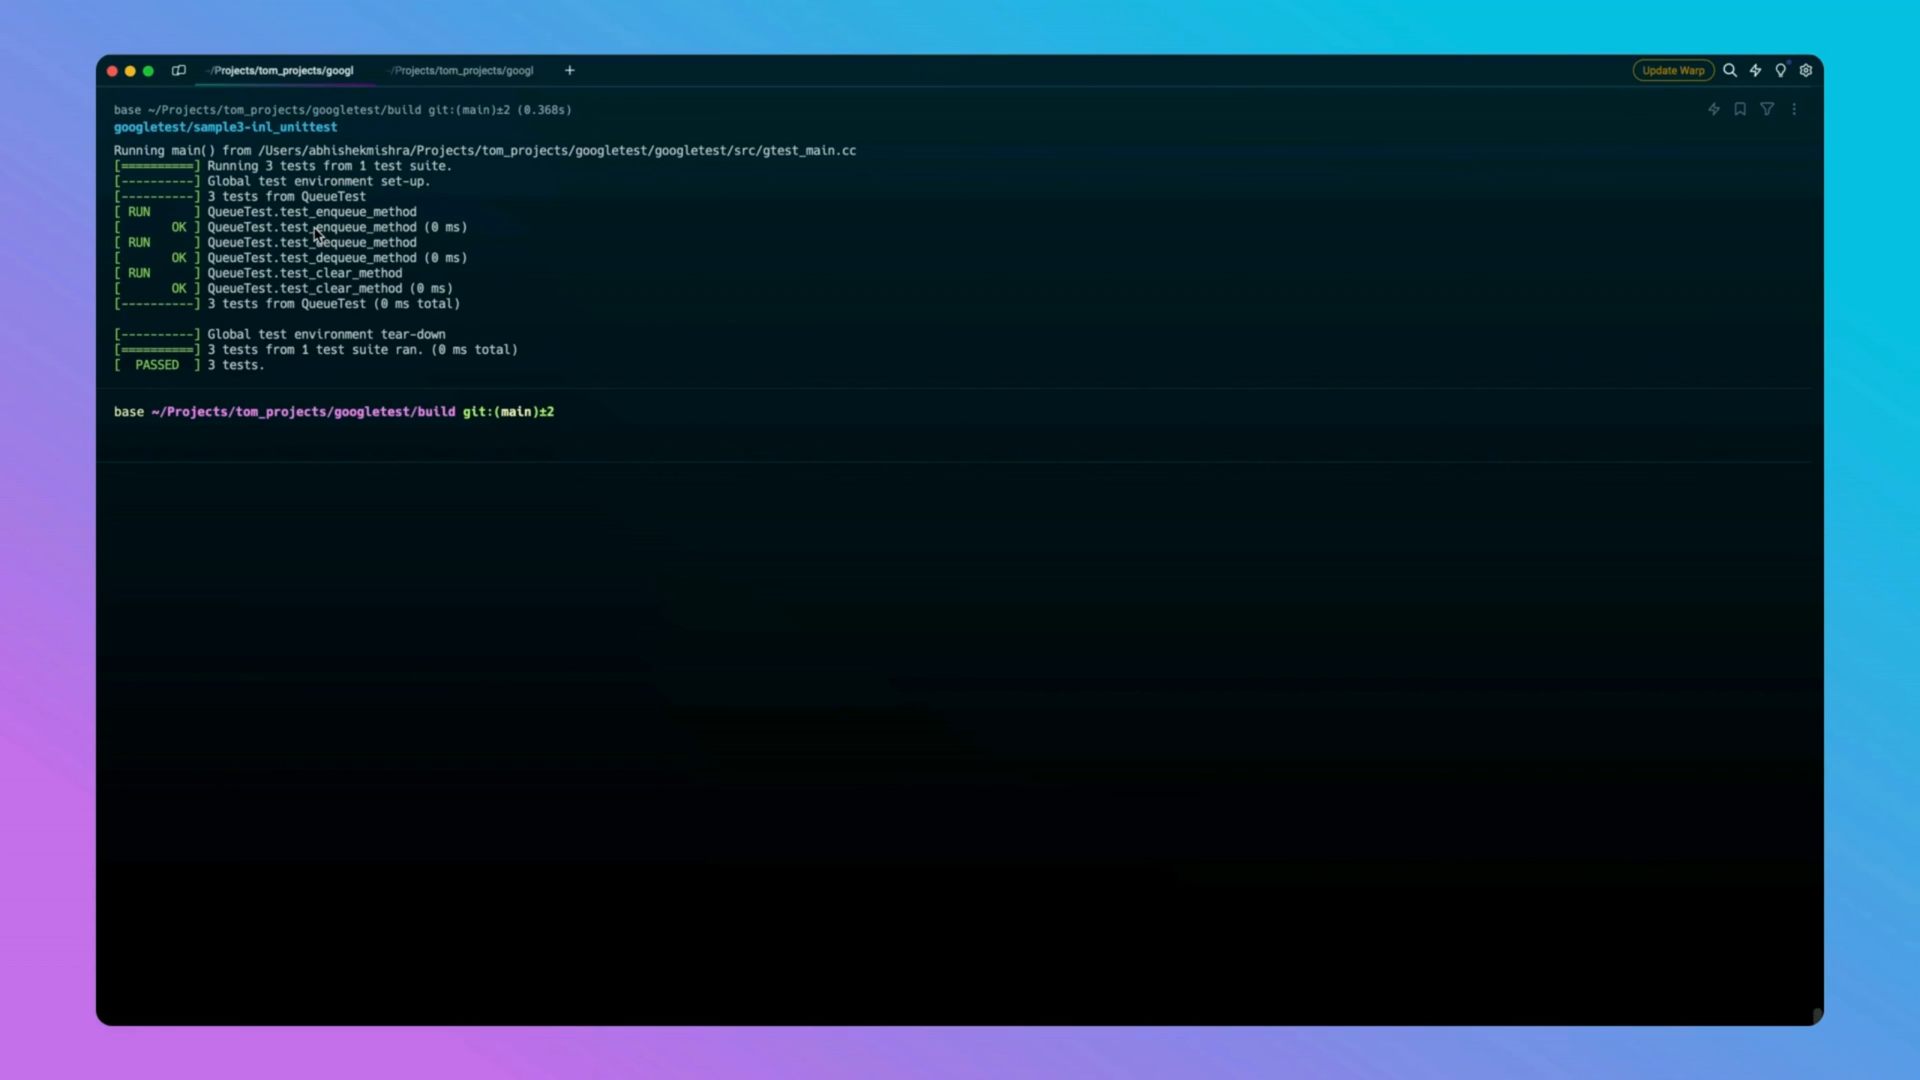 ~/Projects/tom_projects/googl ~/Projects/tom_projects/googl + Update Warp
base ~/Projects/tom_projects/googletest/build git:(main)±2 (0.368s)
googletest/sample3-inl_unittest
Running main() from /Users/abhishekmishra/Projects/tom_projects/googletest/googletest/src/gtest_main.cc
[==========] Running 3 tests from 1 test suite.
[----------] Global test environment set-up.
[----------] 3 tests from QueueTest
[ RUN      ] QueueTest.test_enqueue_method
[       OK ] QueueTest.test_enqueue_method (0 ms)
[ RUN      ] QueueTest.test_dequeue_method
[       OK ] QueueTest.test_dequeue_method (0 ms)
[ RUN      ] QueueTest.test_clear_method
[       OK ] QueueTest.test_clear_method (0 ms)
[----------] 3 tests from QueueTest (0 ms total)
[----------] Global test environment tear-down
[==========] 3 tests from 1 test suite ran. (0 ms total)
[  PASSED  ] 3 tests.
base ~/Projects/tom_projects/googletest/build git:(main)±2